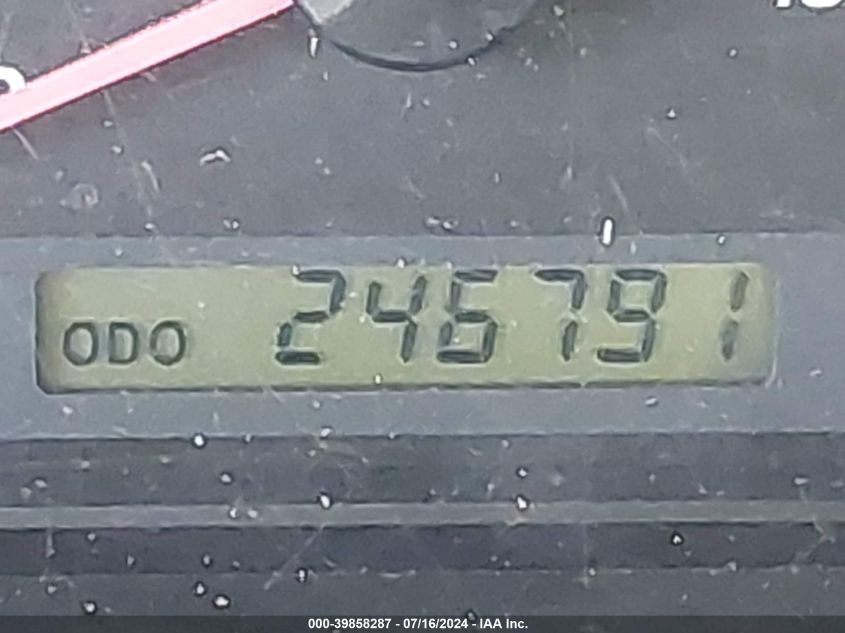 ODO 246791
000-39858287 - 07/16/2024 - IAA Inc.